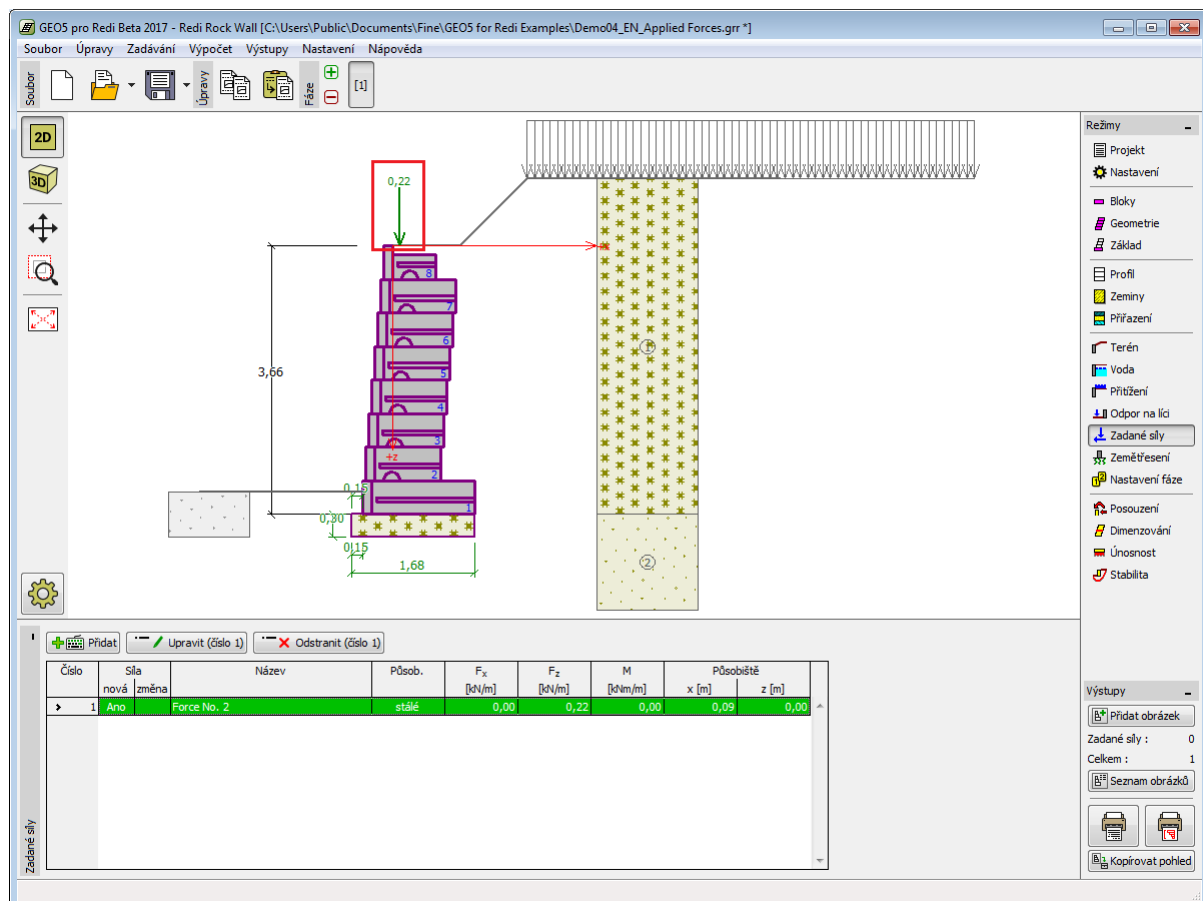 GEO5 pro Redi Beta 2017 - Redi Rock Wall [C:\Users\Public\Documents\Fine\GEO5 for Redi Examples\Demo04_EN_Applied Forces.grr *]
Soubor Úpravy Zadávání Výpočet Výstupy Nastavení Nápověda
Soubor
Úpravy
Fáze
[1]
2D
3D
0,22
3,66
8
7
6
5
4
3
2
1
+z
0,15
0,30
0,15
1,68
1
2
Režimy
Projekt
Nastavení
Bloky
Geometrie
Základ
Profil
Zeminy
Přiřazení
Terén
Voda
Přitížení
Odpor na líci
Zadané síly
Zemětřesení
Nastavení fáze
Posouzení
Dimenzování
Únosnost
Stabilita
Zadané síly
Přidat Upravit (číslo 1) Odstranit (číslo 1)
Číslo Síla Název Působ. Fx Fz M Působiště
nová změna [kN/m] [kN/m] [kNm/m] x [m] z [m]
1 Ano Force No. 2 stálé 0,00 0,22 0,00 0,09 0,00
Výstupy
Přidat obrázek
Zadané síly : 0
Celkem : 1
Seznam obrázků
Kopírovat pohled